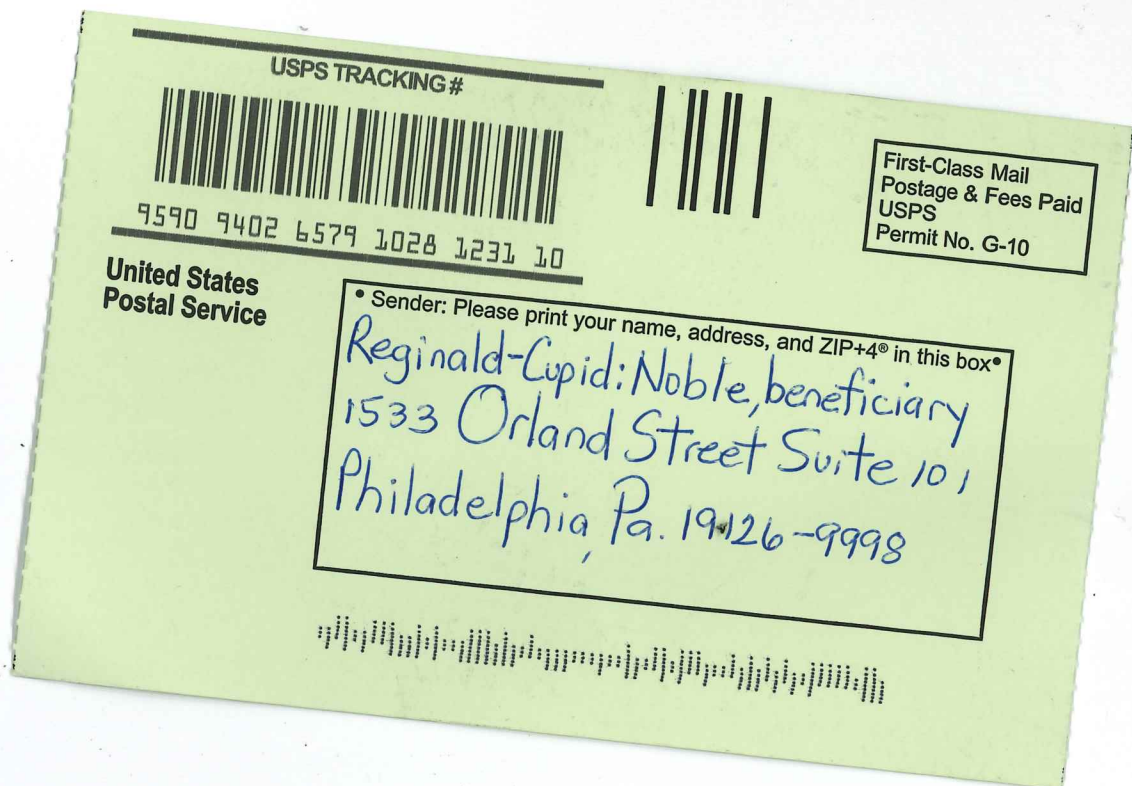 USPS TRACKING#
9590 9402 6579 1028 1231 10
First-Class Mail
Postage & Fees Paid
USPS
Permit No. G-10
United States
Postal Service
• Sender: Please print your name, address, and ZIP+4® in this box•
Reginald-Cupid: Noble, beneficiary
1533 Orland Street Suite 101
Philadelphia, Pa. 19126-9998